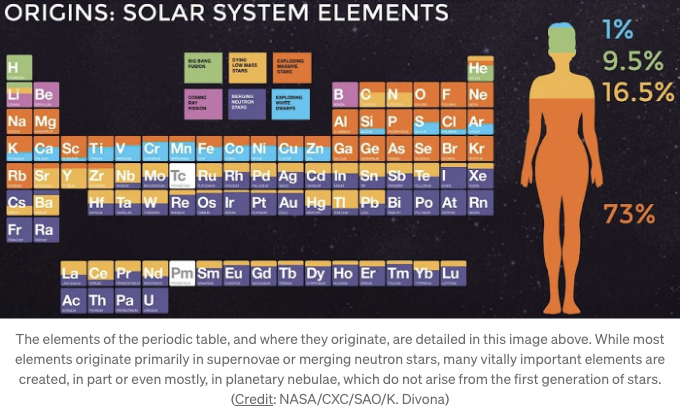 ORIGINS: SOLAR SYSTEM ELEMENTS
1%
9.5%
16.5%
73%
BIG BANG FUSION
DYING LOW MASS STARS
EXPLODING MASSIVE STARS
COSMIC RAY FISSION
MERGING NEUTRON STARS
EXPLODING WHITE DWARFS
H He
Li Be B C N O F Ne
Na Mg Al Si P S Cl Ar
K Ca Sc Ti V Cr Mn Fe Co Ni Cu Zn Ga Ge As Se Br Kr
Rb Sr Y Zr Nb Mo Tc Ru Rh Pd Ag Cd In Sn Sb Te I Xe
Cs Ba Hf Ta W Re Os Ir Pt Au Hg Tl Pb Bi Po At Rn
Fr Ra
La Ce Pr Nd Pm Sm Eu Gd Tb Dy Ho Er Tm Yb Lu
Ac Th Pa U
The elements of the periodic table, and where they originate, are detailed in this image above. While most
elements originate primarily in supernovae or merging neutron stars, many vitally important elements are
created, in part or even mostly, in planetary nebulae, which do not arise from the first generation of stars.
(Credit: NASA/CXC/SAO/K. Divona)